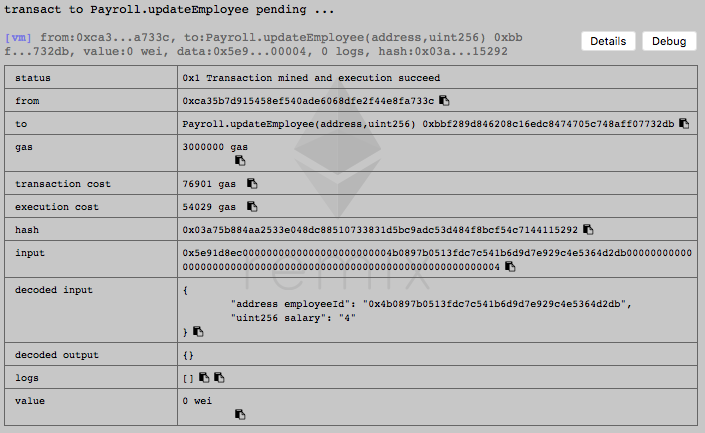 transact to Payroll.updateEmployee pending ...
[vm] from:0xca3...a733c, to:Payroll.updateEmployee(address,uint256) 0xbb
f...732db, value:0 wei, data:0x5e9...00004, 0 logs, hash:0x03a...15292
Details
Debug
status 0x1 Transaction mined and execution succeed
from 0xca35b7d915458ef540ade6068dfe2f44e8fa733c
to Payroll.updateEmployee(address,uint256) 0xbbf289d846208c16edc8474705c748aff07732db
gas 3000000 gas
transaction cost 76901 gas
execution cost 54029 gas
hash 0x03a75b884aa2533e048dc88510733831d5bc9adc53d484f8bcf54c7144115292
input 0x5e91d8ec0000000000000000000000004b0897b0513fdc7c541b6d9d7e929c4e5364d2db00000000000
000000000000000000000000000000000000000000000000000004
decoded input {
"address employeeId": "0x4b0897b0513fdc7c541b6d9d7e929c4e5364d2db",
"uint256 salary": "4"
}
decoded output {}
logs []
value 0 wei
remix